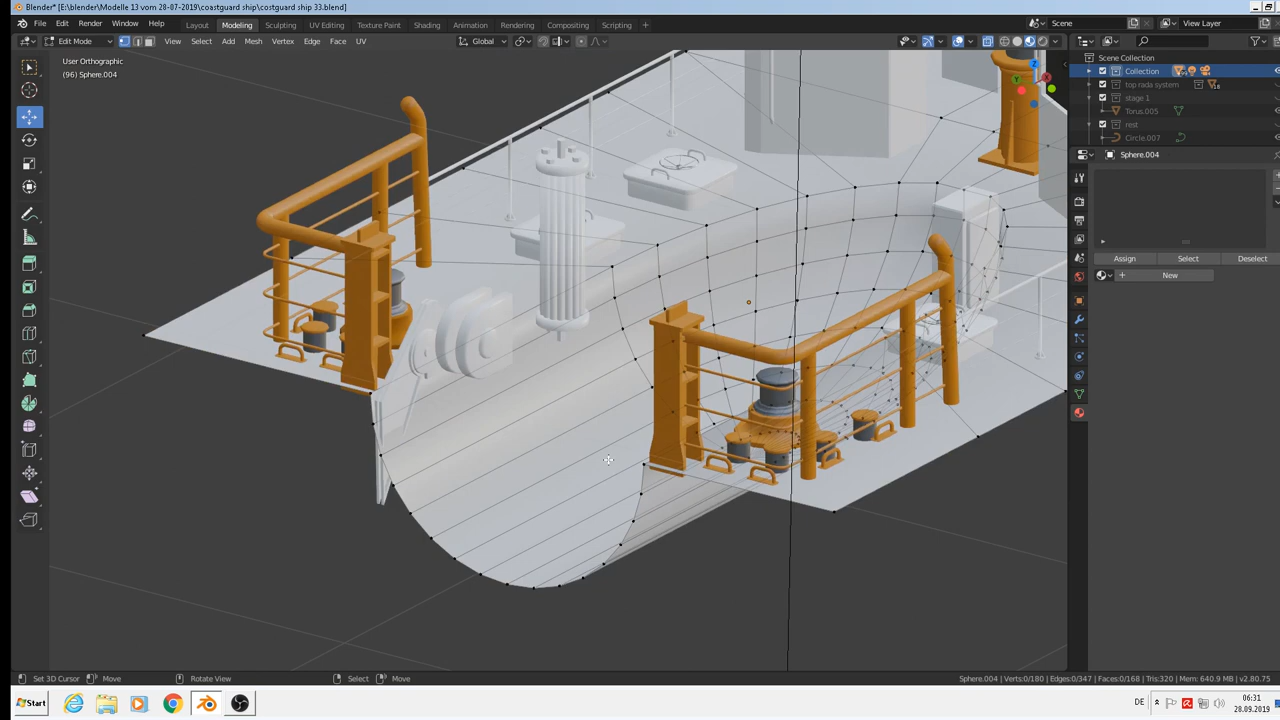 Blender* [E:\blender\Modelle 13 vom 28-07-2019\coastguard ship\costguard ship 33.blend]
File Edit Render Window Help Layout Modeling Sculpting UV Editing Texture Paint Shading Animation Rendering Compositing Scripting + Scene View Layer
Edit Mode View Select Add Mesh Vertex Edge Face UV Global
User Orthographic
(96) Sphere.004
Scene Collection
Collection
top rada system
stage 1
Torus.005
rest
Circle.007
Sphere.004
Assign Select Deselect
New
Set 3D Cursor Move Rotate View Select Move Sphere.004 | Verts:0/180 | Edges:0/347 | Faces:0/168 | Tris:320 | Mem: 640.9 MB | v2.80.75
Start DE 06:31
28.09.2019